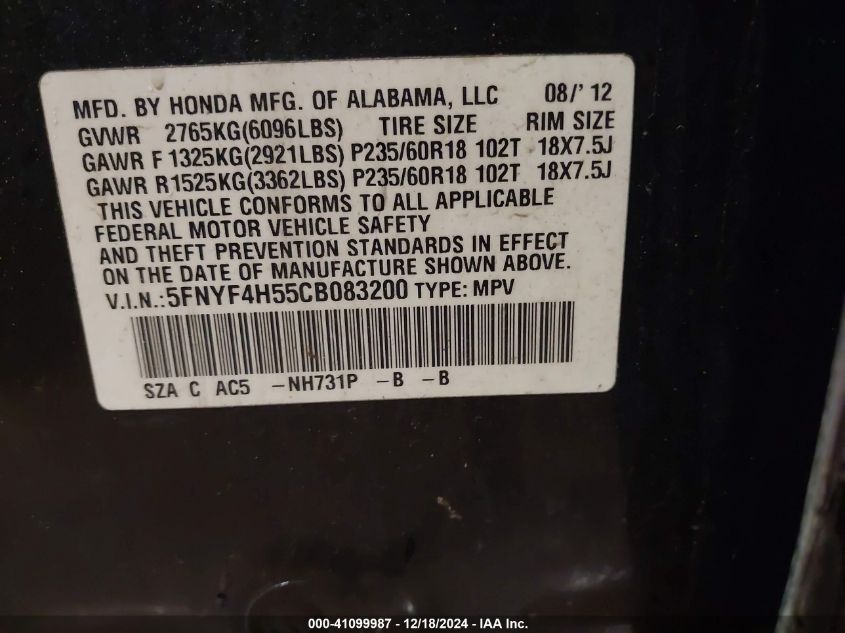 MFD. BY HONDA MFG. OF ALABAMA, LLC 08/' 12
GVWR 2765KG(6096LBS) TIRE SIZE RIM SIZE
GAWR F 1325KG(2921LBS) P235/60R18 102T 18X7.5J
GAWR R1525KG(3362LBS) P235/60R18 102T 18X7.5J
THIS VEHICLE CONFORMS TO ALL APPLICABLE
FEDERAL MOTOR VEHICLE SAFETY
AND THEFT PREVENTION STANDARDS IN EFFECT
ON THE DATE OF MANUFACTURE SHOWN ABOVE.
V.I.N.:5FNYF4H55CB083200 TYPE: MPV
SZA C AC5 -NH731P -B -B
000-41099987 - 12/18/2024 - IAA Inc.